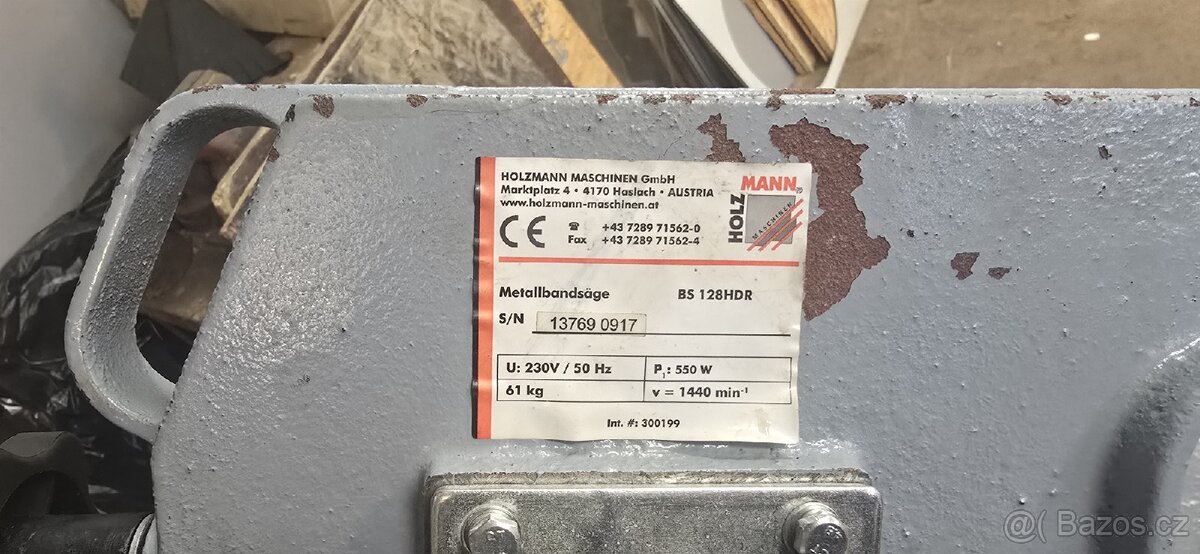 HOLZMANN MASCHINEN GmbH
Marktplatz 4 • 4170 Haslach • AUSTRIA
www.holzmann-maschinen.at
CE
☎ +43 7289 71562-0
Fax +43 7289 71562-4
HOLZ
MANN®
MASCHINEN
Metallbandsäge BS 128HDR
S/N 13769 0917
U: 230V / 50 Hz P₁: 550 W
61 kg v = 1440 min⁻¹
Int. #: 300199
@( Bazos.cz